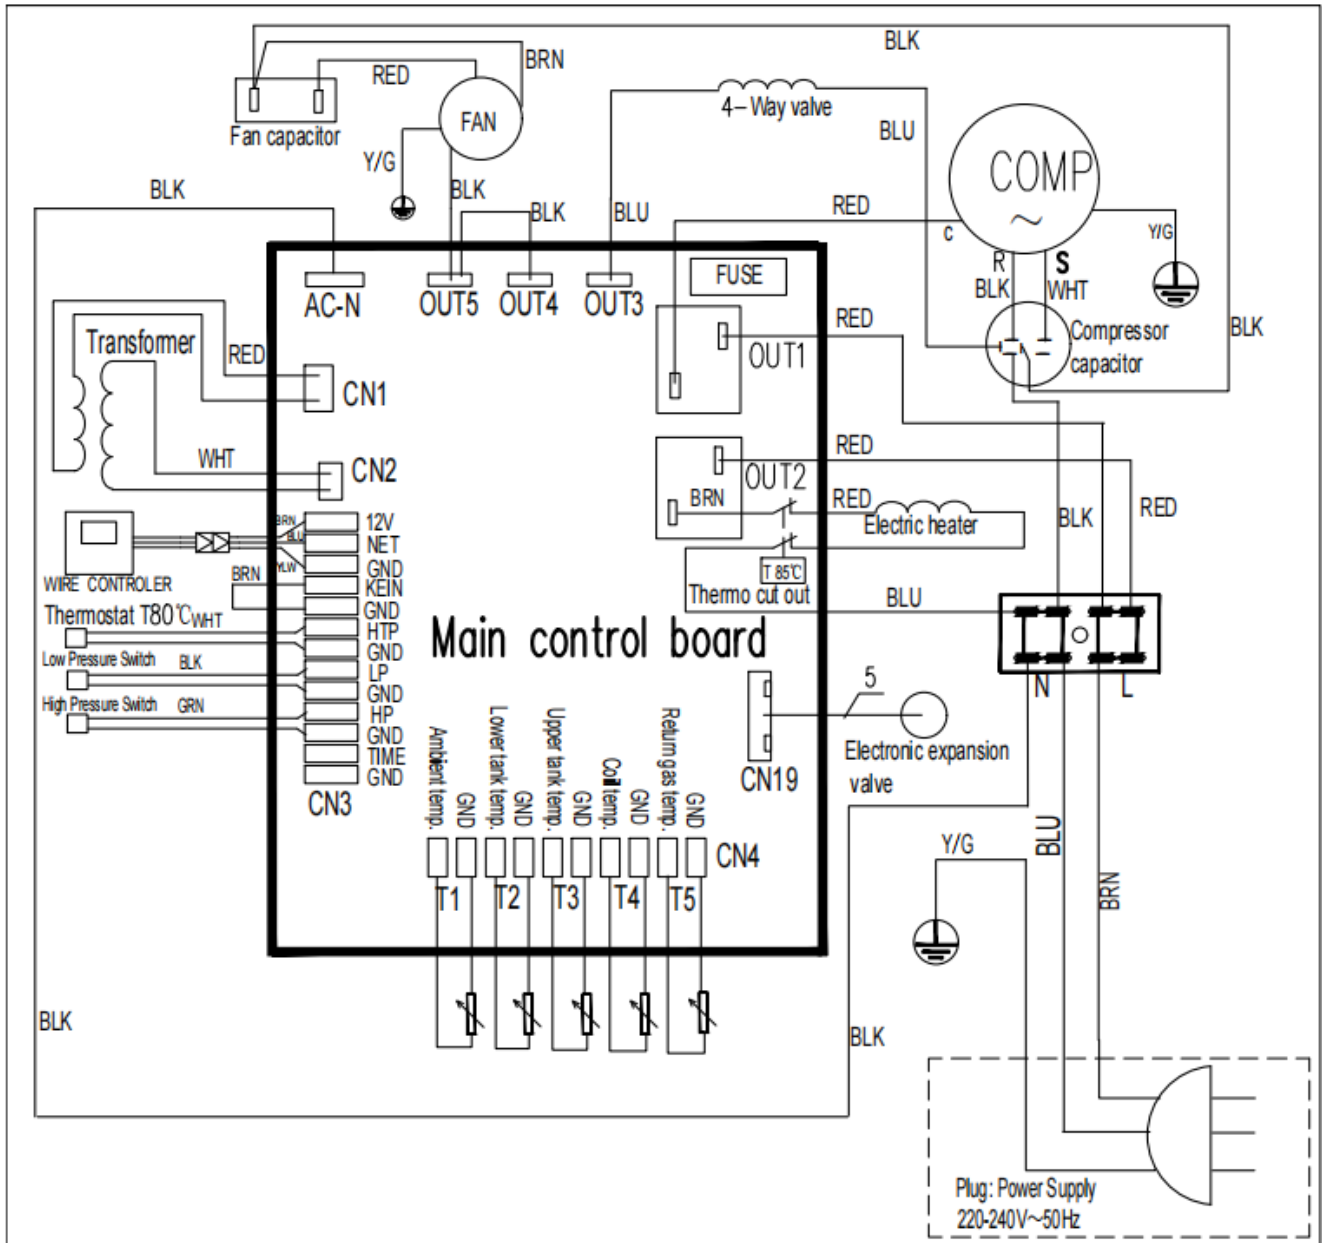 BLK
BRN
RED
Fan capacitor
FAN
Y/G
BLK
BLK
BLK
4-Way valve
BLU
BLU
COMP
~
RED
C
R
S
BLK
WHT
Y/G
BLK
Compressor
capacitor
AC-N
OUT5
OUT4
OUT3
FUSE
OUT1
RED
Transformer
RED
CN1
WHT
CN2
OUT2
RED
BRN
RED
Electric heater
T 85℃
Thermo cut out
BLU
BLK
RED
N
L
BRN
BLU
YLW
BRN
12V
NET
GND
KEIN
GND
HTP
GND
LP
GND
HP
GND
TIME
GND
CN3
WIRE CONTROLER
Thermostat T80℃
WHT
Low Pressure Switch
BLK
High Pressure Switch
GRN
Main control board
5
Electronic expansion
valve
CN19
Ambient temp.
GND
Lower tank temp.
GND
Upper tank temp.
GND
Coil temp.
GND
Return gas temp.
GND
CN4
T1
T2
T3
T4
T5
Y/G
BLU
BRN
BLK
BLK
Plug: Power Supply
220-240V~50Hz